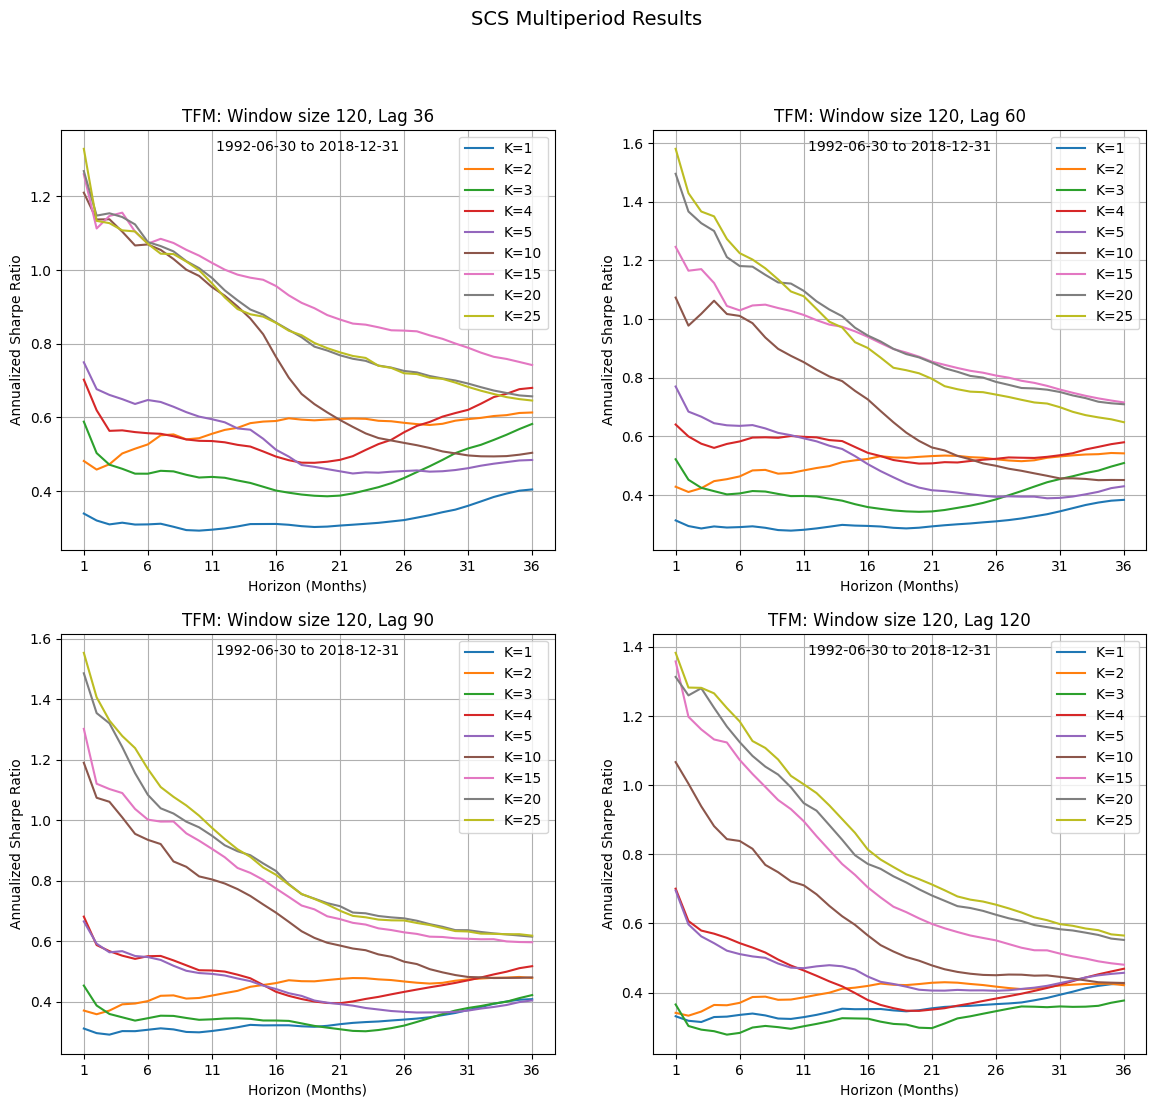 SCS Multiperiod Results
TFM: Window size 120, Lag 36
1992-06-30 to 2018-12-31
K=1
K=2
K=3
K=4
K=5
K=10
K=15
K=20
K=25
Annualized Sharpe Ratio
1.2
1.0
0.8
0.6
0.4
1 6 11 16 21 26 31 36
Horizon (Months)
TFM: Window size 120, Lag 60
1992-06-30 to 2018-12-31
K=1
K=2
K=3
K=4
K=5
K=10
K=15
K=20
K=25
Annualized Sharpe Ratio
1.6
1.4
1.2
1.0
0.8
0.6
0.4
1 6 11 16 21 26 31 36
Horizon (Months)
TFM: Window size 120, Lag 90
1992-06-30 to 2018-12-31
K=1
K=2
K=3
K=4
K=5
K=10
K=15
K=20
K=25
Annualized Sharpe Ratio
1.6
1.4
1.2
1.0
0.8
0.6
0.4
1 6 11 16 21 26 31 36
Horizon (Months)
TFM: Window size 120, Lag 120
1992-06-30 to 2018-12-31
K=1
K=2
K=3
K=4
K=5
K=10
K=15
K=20
K=25
Annualized Sharpe Ratio
1.4
1.2
1.0
0.8
0.6
0.4
1 6 11 16 21 26 31 36
Horizon (Months)